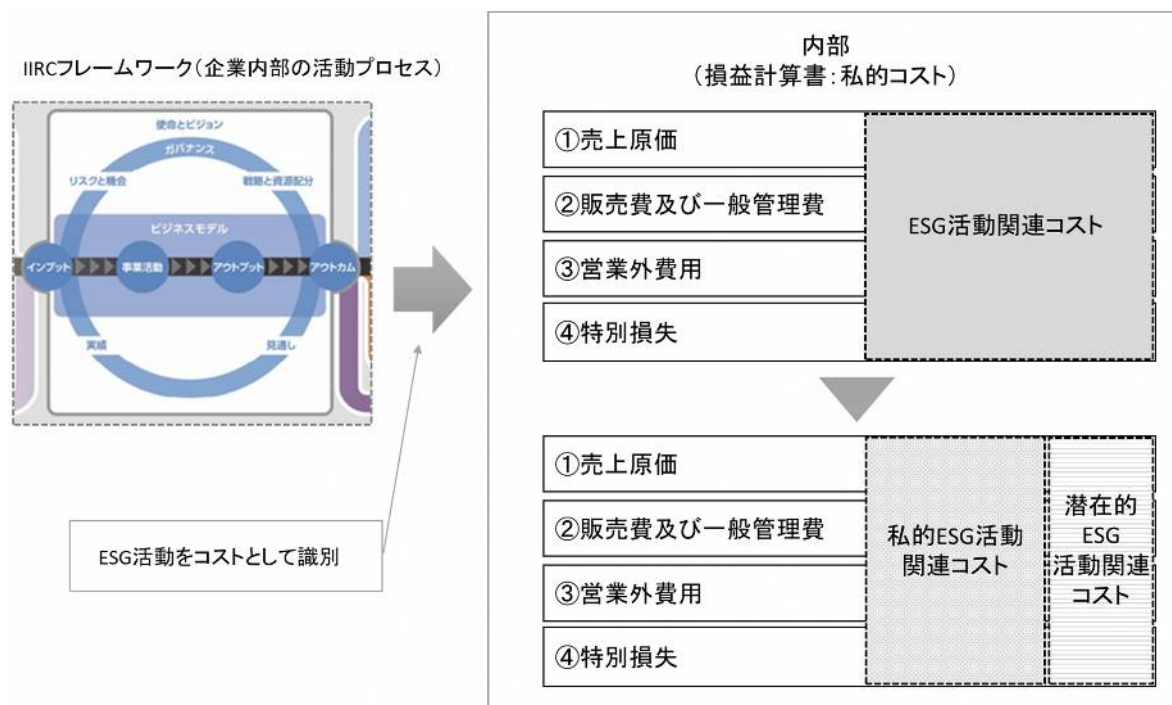 IIRCフレームワーク（企業内部の活動プロセス）
使命とビジョン
ガバナンス
リスクと機会
戦略と資源配分
ビジネスモデル
インプット
事業活動
アウトプット
アウトカム
実績
見通し
ESG活動をコストとして識別
内部
（損益計算書：私的コスト）
①売上原価
②販売費及び一般管理費
③営業外費用
④特別損失
ESG活動関連コスト
①売上原価
②販売費及び一般管理費
③営業外費用
④特別損失
私的ESG活動
関連コスト
潜在的
ESG
活動関連
コスト